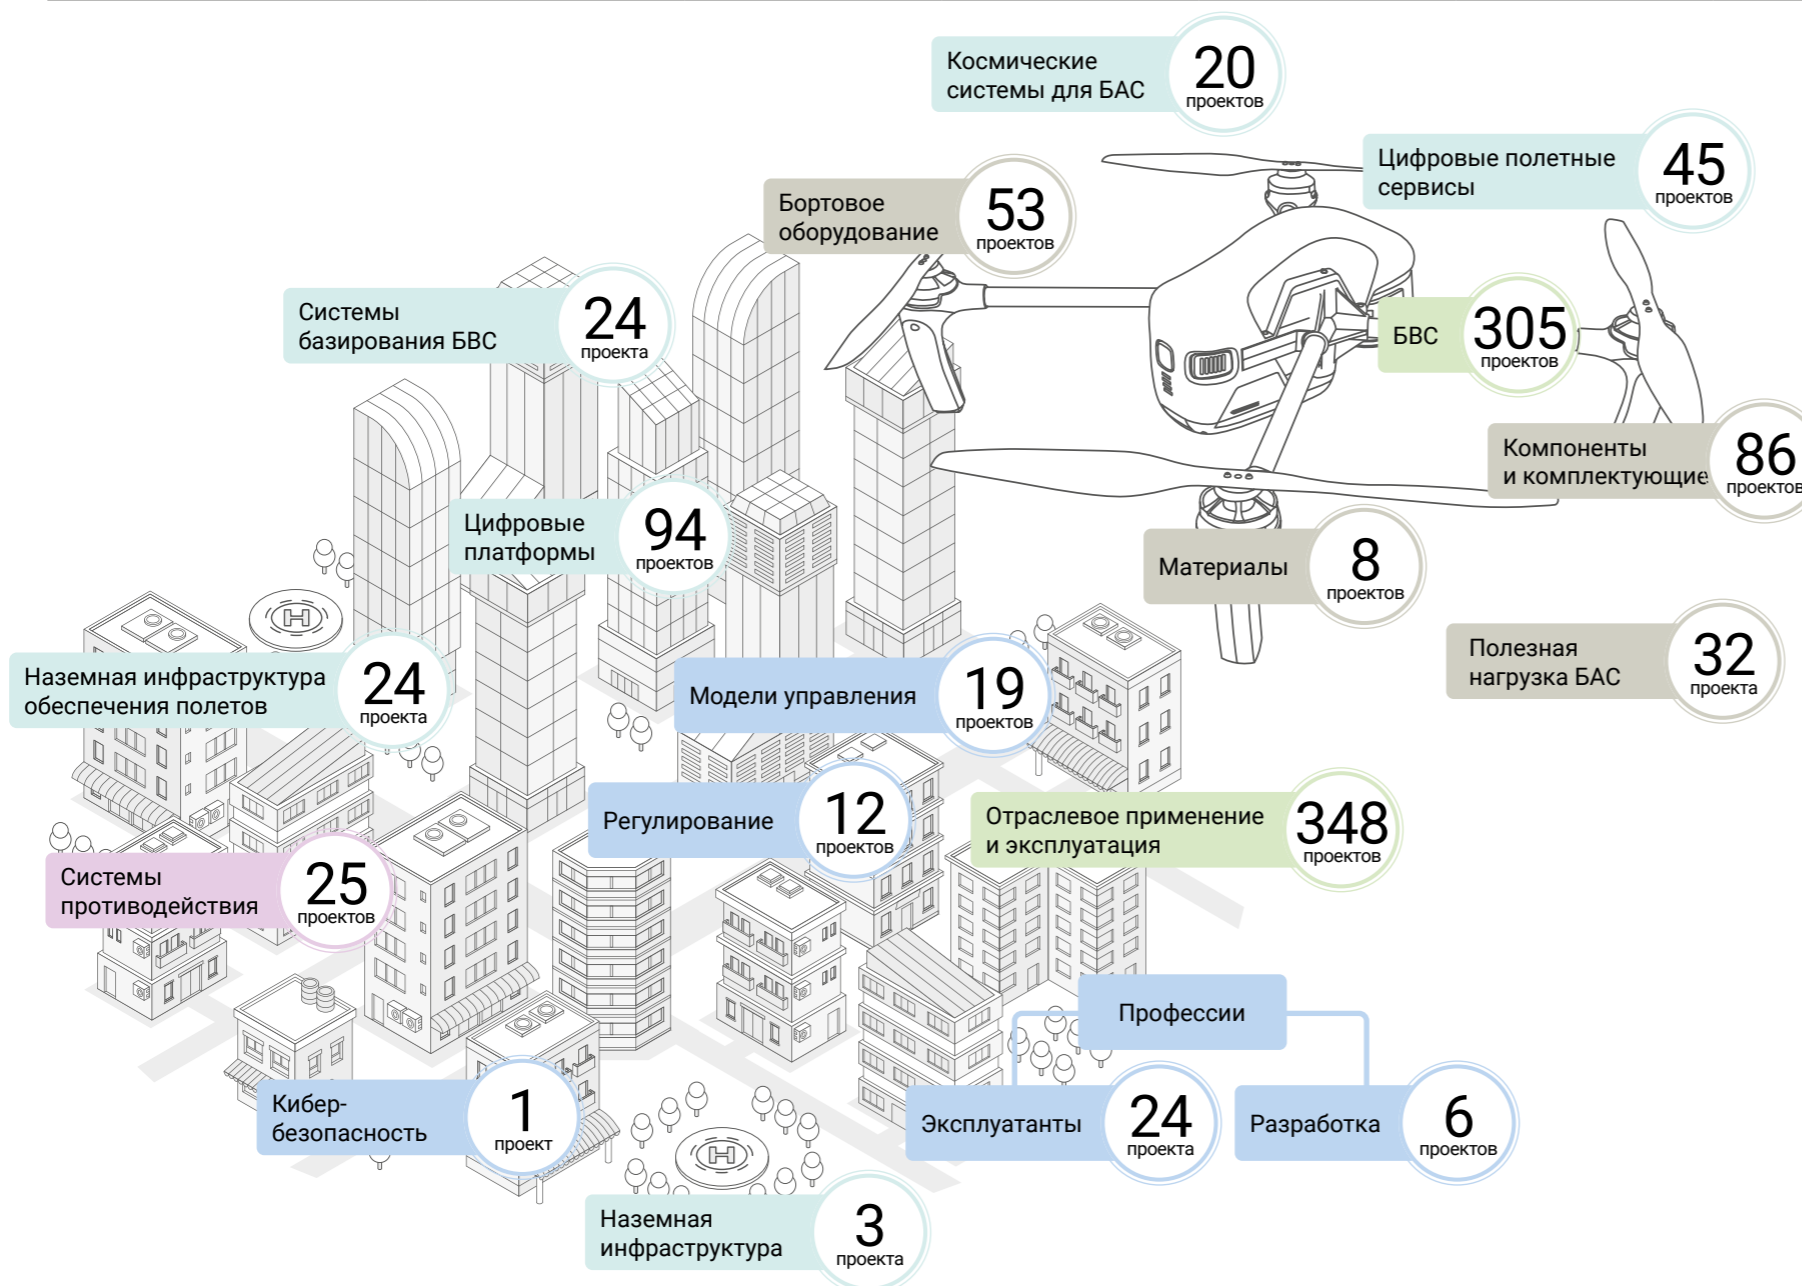 Космические
системы для БАС
20
проектов
Цифровые полетные
сервисы
45
проектов
Бортовое
оборудование
53
проектов
Системы
базирования БВС
24
проекта
БВС
305
проектов
Компоненты
и комплектующие
86
проектов
Цифровые
платформы
94
проектов
Материалы
8
проектов
Полезная
нагрузка БАС
32
проекта
Наземная инфраструктура
обеспечения полетов
24
проекта
Модели управления
19
проектов
Регулирование
12
проектов
Отраслевое применение
и эксплуатация
348
проектов
Системы
противодействия
25
проектов
Профессии
Кибер-
безопасность
1
проект
Эксплуатанты
24
проекта
Разработка
6
проектов
Наземная
инфраструктура
3
проекта
H
H